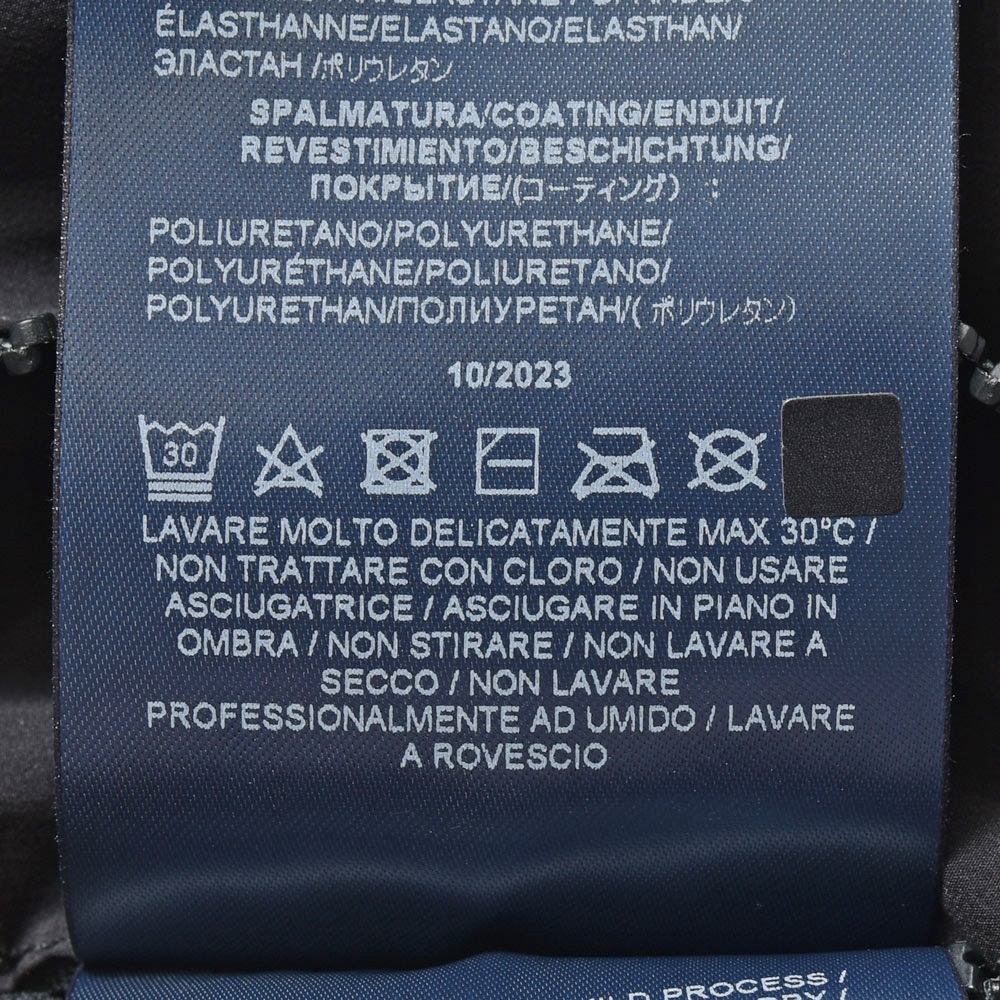 ÉLASTHANNE/ELASTANO/ELASTHAN/
ЭЛАСТАН /ポリウレタン
SPALMATURA/COATING/ENDUIT/
REVESTIMIENTO/BESCHICHTUNG/
ПОКРЫТИЕ/(コーティング) :
POLIURETANO/POLYURETHANE/
POLYURÉTHANE/POLIURETANO/
POLYURETHAN/ПОЛИУРЕТАН/( ポリウレタン)
10/2023
30
LAVARE MOLTO DELICATAMENTE MAX 30ºC /
NON TRATTARE CON CLORO / NON USARE
ASCIUGATRICE / ASCIUGARE IN PIANO IN
OMBRA / NON STIRARE / NON LAVARE A
SECCO / NON LAVARE
PROFESSIONALMENTE AD UMIDO / LAVARE
A ROVESCIO
MILD PROCESS /